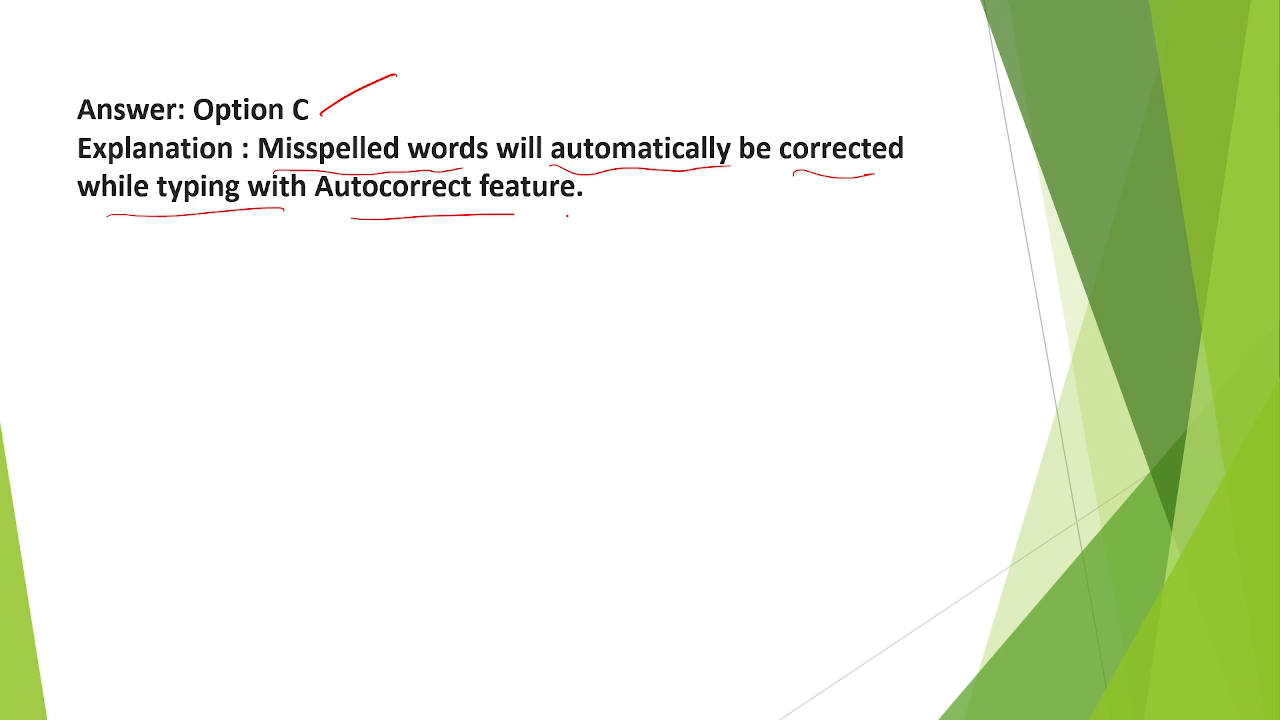 Answer: Option C
Explanation : Misspelled words will automatically be corrected
while typing with Autocorrect feature.